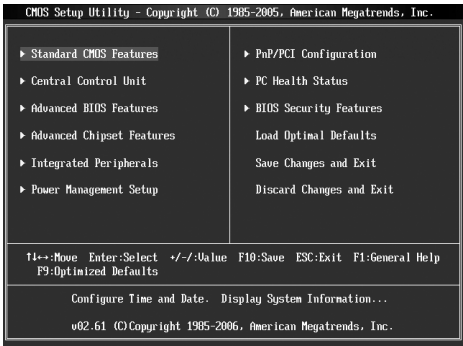 CMOS Setup Utility - Copyright (C) 1985-2005, American Megatrends, Inc.
▶ Standard CMOS Features
▶ Central Control Unit
▶ Advanced BIOS Features
▶ Advanced Chipset Features
▶ Integrated Peripherals
▶ Power Management Setup
▶ PnP/PCI Configuration
▶ PC Health Status
▶ BIOS Security Features
Load Optimal Defaults
Save Changes and Exit
Discard Changes and Exit
↑↓←→:Move Enter:Select +/-/:Value F10:Save ESC:Exit F1:General Help
F9:Optimized Defaults
Configure Time and Date. Display System Information...
v02.61 (C)Copyright 1985-2006, American Megatrends, Inc.